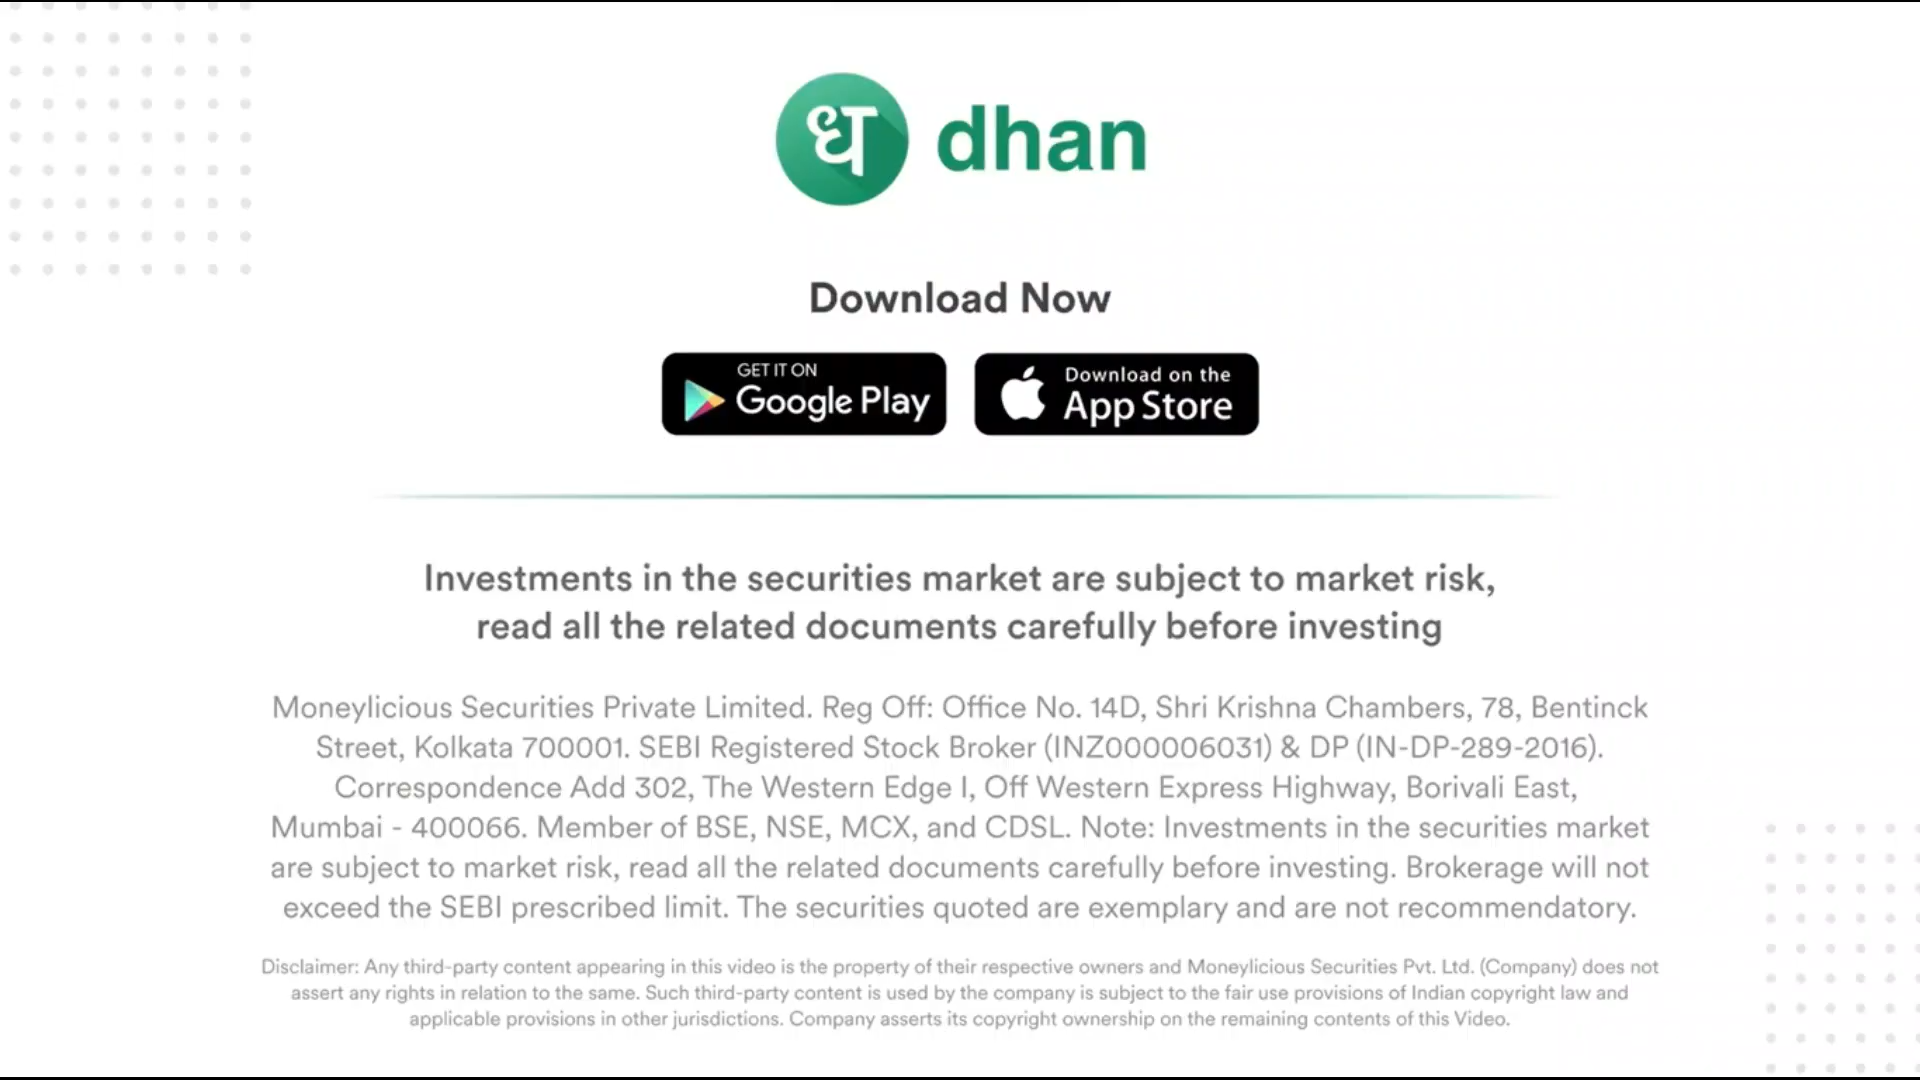 ध dhan
Download Now
GET IT ON
Google Play
Download on the
App Store
Investments in the securities market are subject to market risk,
read all the related documents carefully before investing
Moneylicious Securities Private Limited. Reg Off: Office No. 14D, Shri Krishna Chambers, 78, Bentinck
Street, Kolkata 700001. SEBI Registered Stock Broker (INZ000006031) & DP (IN-DP-289-2016).
Correspondence Add 302, The Western Edge I, Off Western Express Highway, Borivali East,
Mumbai - 400066. Member of BSE, NSE, MCX, and CDSL. Note: Investments in the securities market
are subject to market risk, read all the related documents carefully before investing. Brokerage will not
exceed the SEBI prescribed limit. The securities quoted are exemplary and are not recommendatory.
Disclaimer: Any third-party content appearing in this video is the property of their respective owners and Moneylicious Securities Pvt. Ltd. (Company) does not
assert any rights in relation to the same. Such third-party content is used by the company is subject to the fair use provisions of Indian copyright law and
applicable provisions in other jurisdictions. Company asserts its copyright ownership on the remaining contents of this Video.